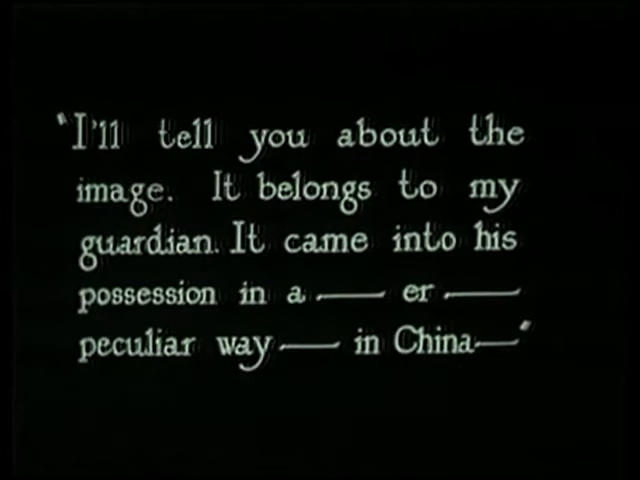 "I'll tell you about the
image. It belongs to my
guardian. It came into his
possession in a — er —
peculiar way — in China—"